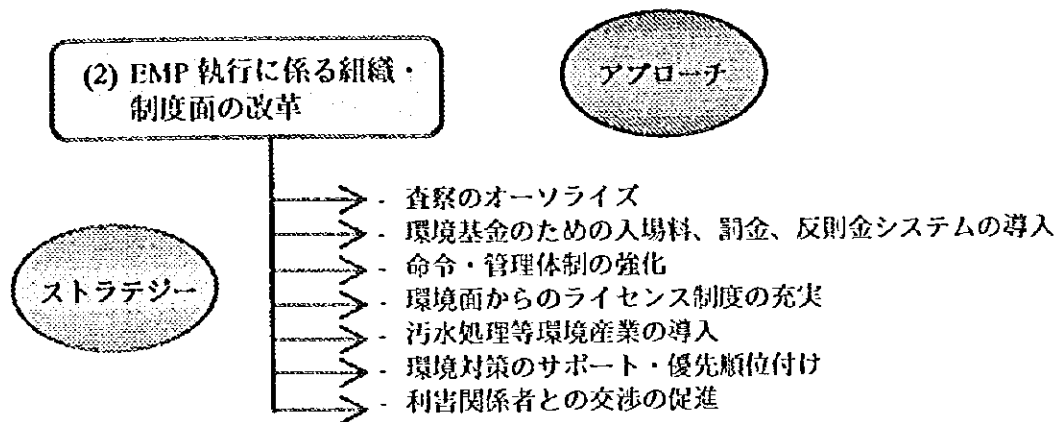 (2) EMP 執行に係る組織・
制度面の改革
アプローチ
ストラテジー
- 査察のオーソライズ
- 環境基金のための入場料、罰金、反則金システムの導入
- 命令・管理体制の強化
- 環境面からのライセンス制度の充実
- 汚水処理等環境産業の導入
- 環境対策のサポート・優先順位付け
- 利害関係者との交渉の促進